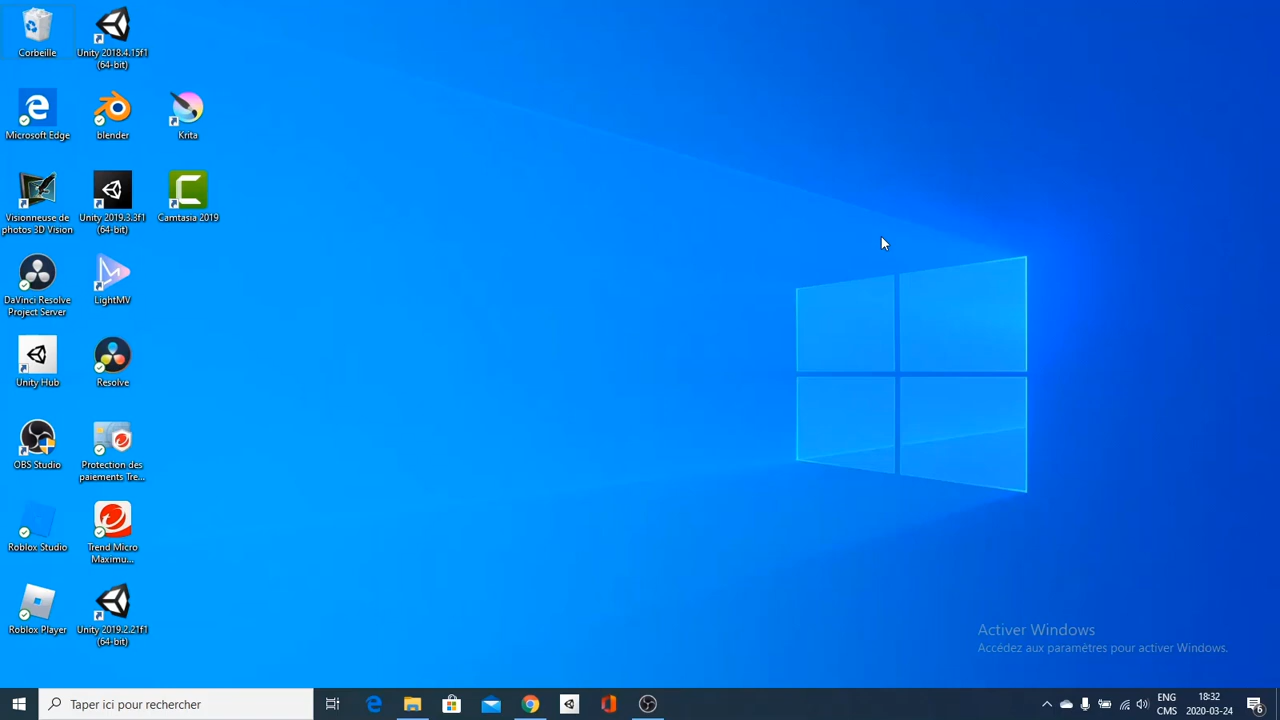 Corbeille
Unity 2018.4.15f1
(64-bit)
Microsoft Edge
blender
Krita
Visionneuse de
photos 3D Vision
Unity 2019.3.3f1
(64-bit)
Camtasia 2019
DaVinci Resolve
Project Server
LightMV
Unity Hub
Resolve
OBS Studio
Protection des
paiements Tre...
Roblox Studio
Trend Micro
Maximu...
Roblox Player
Unity 2019.2.21f1
(64-bit)
Activer Windows
Accédez aux paramètres pour activer Windows.
Taper ici pour rechercher
ENG
CMS
18:32
2020-03-24
6